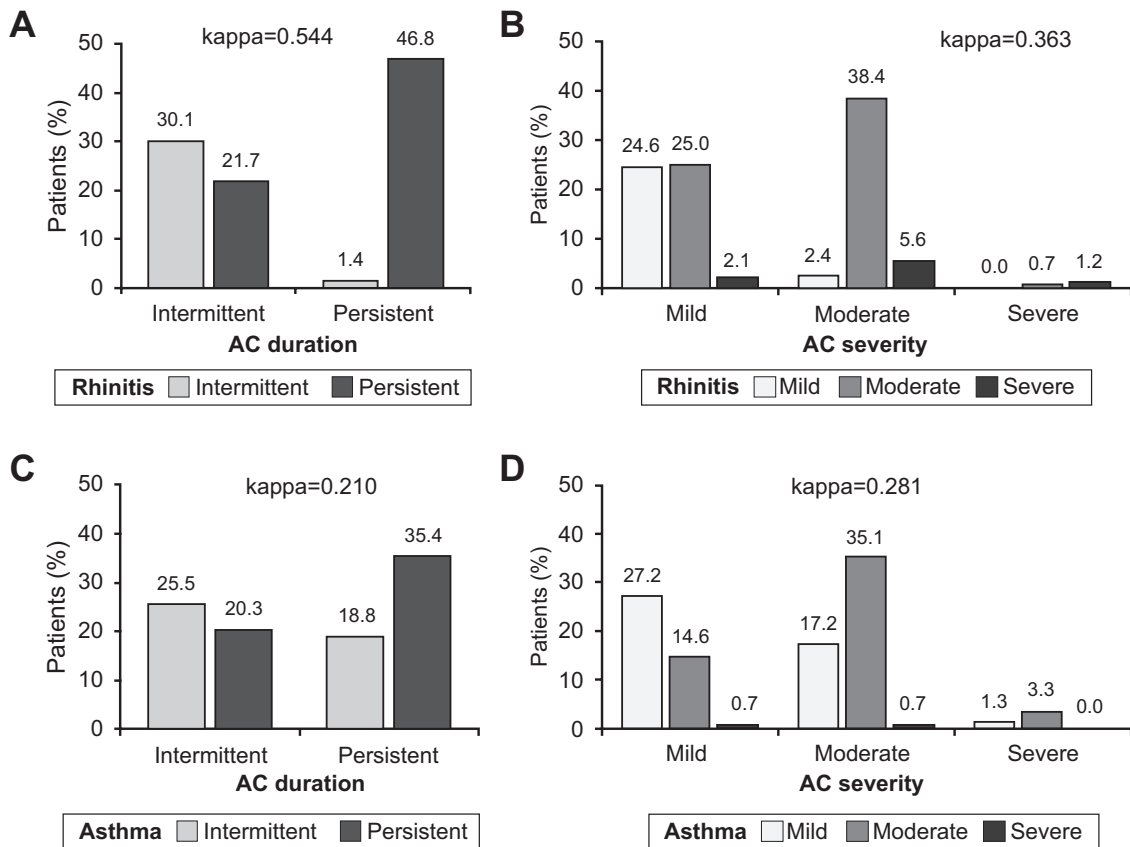 A
kappa=0.544
Patients (%)
50
40
30
20
10
0
30.1
21.7
1.4
46.8
Intermittent Persistent
AC duration
Rhinitis Intermittent Persistent
B
kappa=0.363
Patients (%)
50
40
30
20
10
0
24.6
25.0
2.1
2.4
38.4
5.6
0.0
0.7
1.2
Mild Moderate Severe
AC severity
Rhinitis Mild Moderate Severe
C
kappa=0.210
Patients (%)
50
40
30
20
10
0
25.5
20.3
18.8
35.4
Intermittent Persistent
AC duration
Asthma Intermittent Persistent
D
kappa=0.281
Patients (%)
50
40
30
20
10
0
27.2
14.6
0.7
17.2
35.1
0.7
1.3
3.3
0.0
Mild Moderate Severe
AC severity
Asthma Mild Moderate Severe